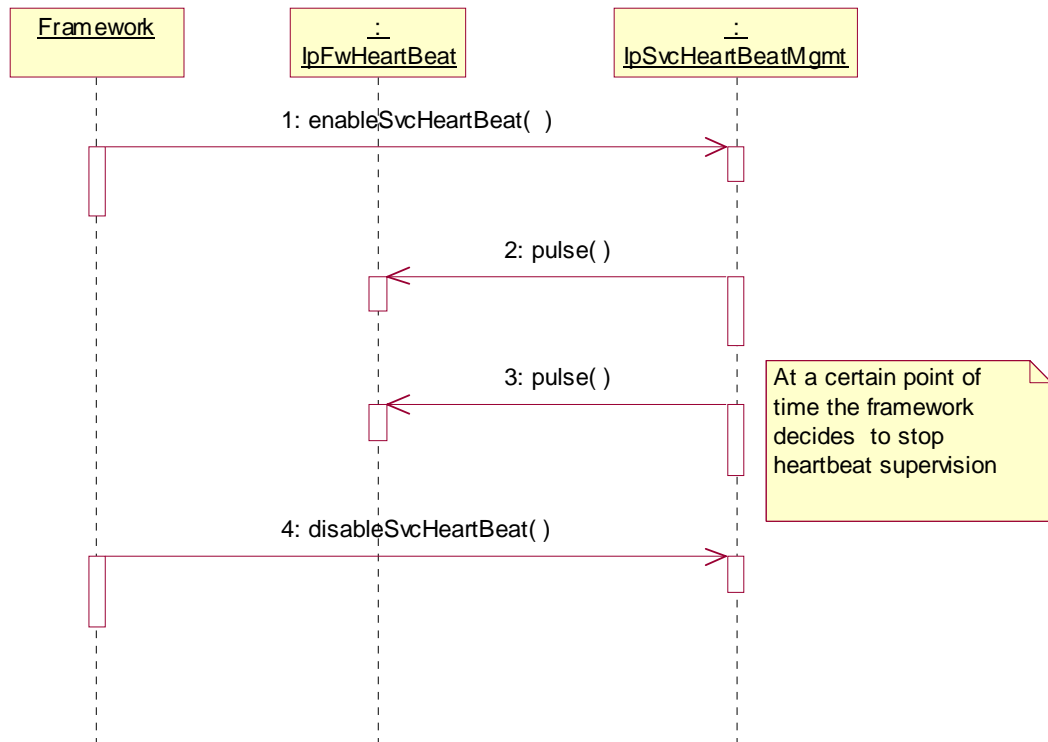 Framework
:
IpFwHeartBeat
:
IpSvcHeartBeatMgmt
1: enableSvcHeartBeat( )
2: pulse( )
3: pulse( )
At a certain point of
time the framework
decides to stop
heartbeat supervision
4: disableSvcHeartBeat( )